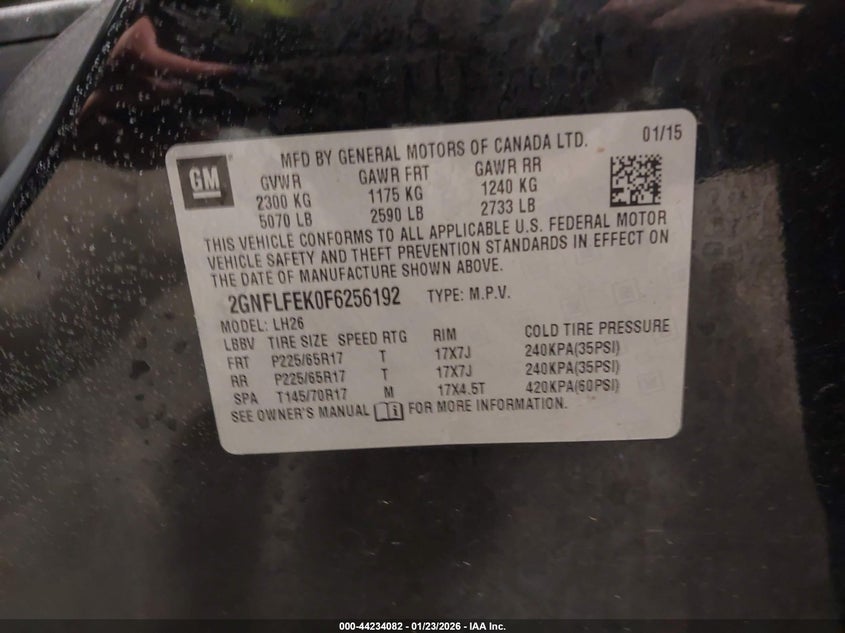 01/15
GM
MFD BY GENERAL MOTORS OF CANADA LTD.
GVWR GAWR FRT GAWR RR
2300 KG 1175 KG 1240 KG
5070 LB 2590 LB 2733 LB
THIS VEHICLE CONFORMS TO ALL APPLICABLE U.S. FEDERAL MOTOR
VEHICLE SAFETY AND THEFT PREVENTION STANDARDS IN EFFECT ON
THE DATE OF MANUFACTURE SHOWN ABOVE.
2GNFLFEK0F6256192 TYPE: M.P.V.
MODEL: LH26
LBBV TIRE SIZE SPEED RTG RIM COLD TIRE PRESSURE
FRT P225/65R17 T 17X7J 240KPA(35PSI)
RR P225/65R17 T 17X7J 240KPA(35PSI)
SPA T145/70R17 M 17X4.5T 420KPA(60PSI)
SEE OWNER'S MANUAL FOR MORE INFORMATION.
000-44234082 - 01/23/2026 - IAA Inc.